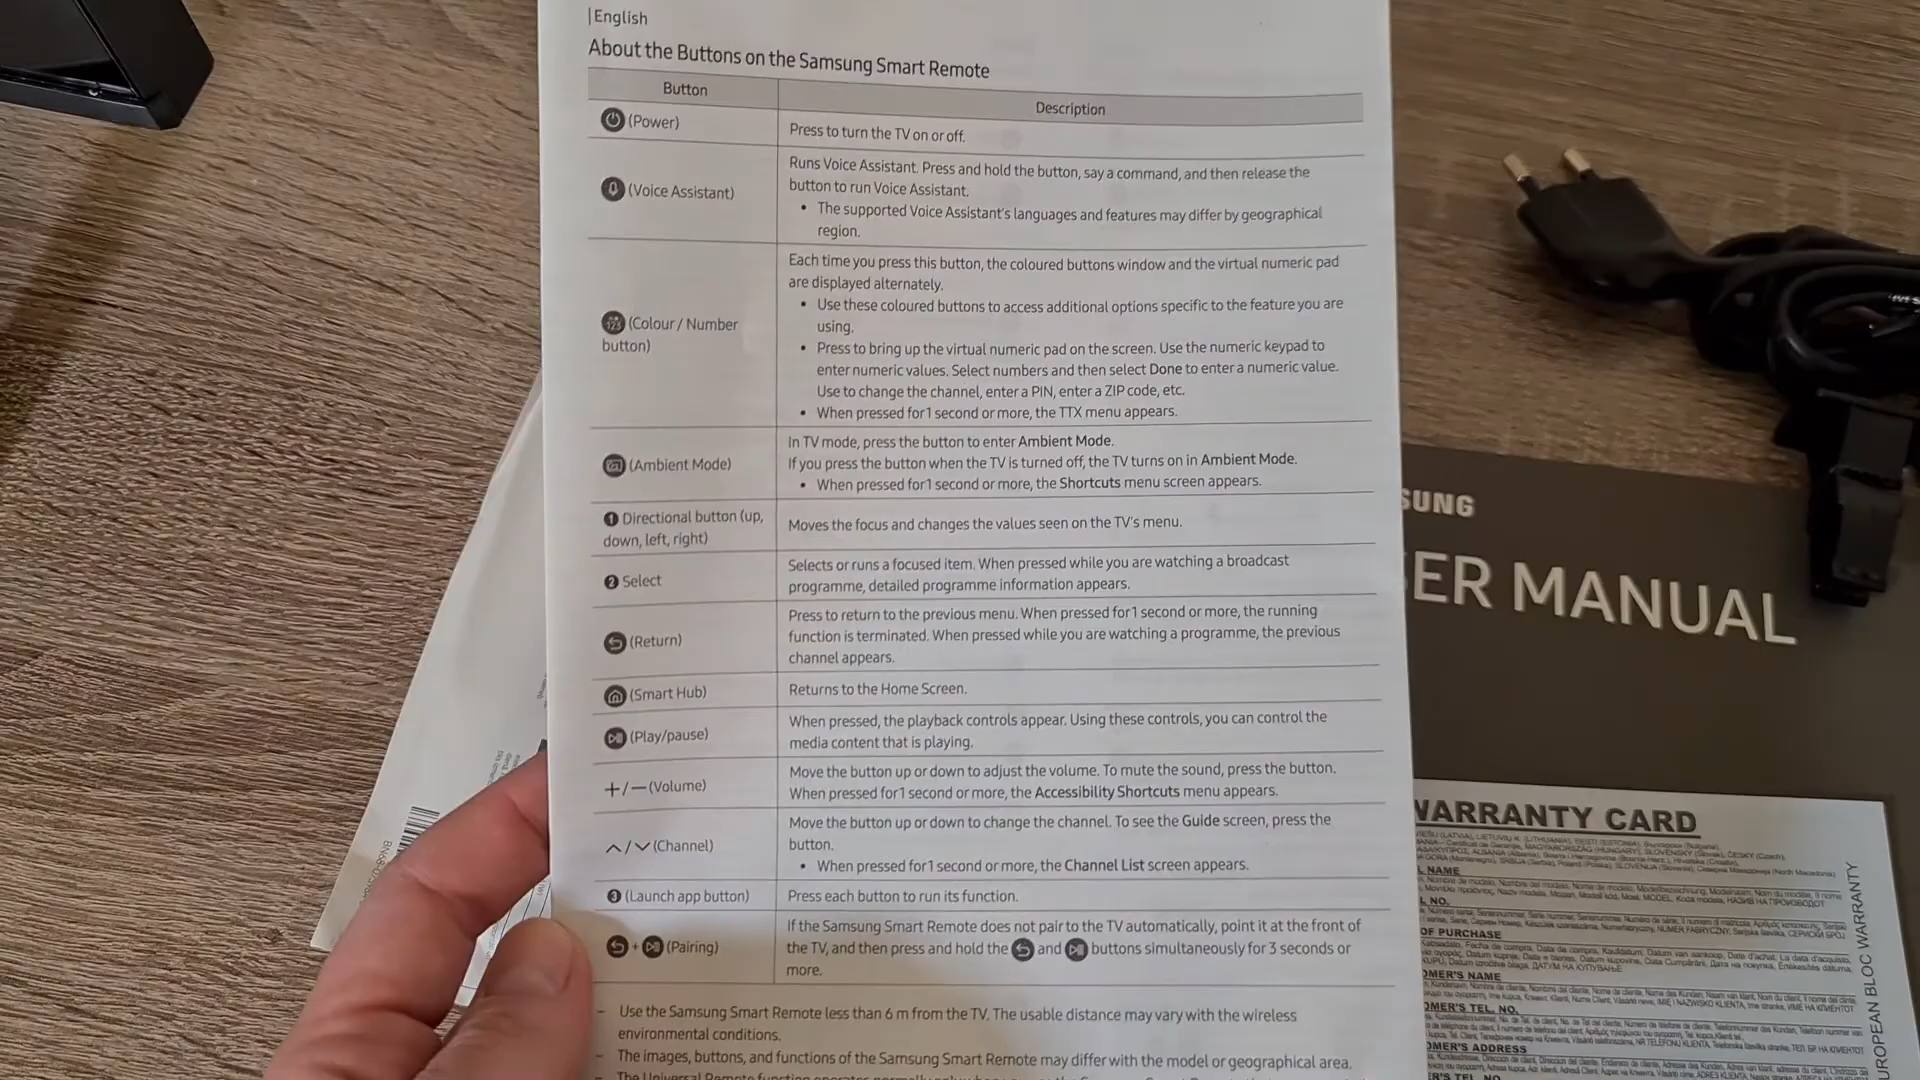 |English
About the Buttons on the Samsung Smart Remote
Button
Description
(Power)
Press to turn the TV on or off.
(Voice Assistant)
Runs Voice Assistant. Press and hold the button, say a command, and then release the
button to run Voice Assistant.
• The supported Voice Assistant's languages and features may differ by geographical
region.
(Colour / Number
button)
Each time you press this button, the coloured buttons window and the virtual numeric pad
are displayed alternately.
• Use these coloured buttons to access additional options specific to the feature you are
using.
• Press to bring up the virtual numeric pad on the screen. Use the numeric keypad to
enter numeric values. Select numbers and then select Done to enter a numeric value.
Use to change the channel, enter a PIN, enter a ZIP code, etc.
• When pressed for 1 second or more, the TTX menu appears.
(Ambient Mode)
In TV mode, press the button to enter Ambient Mode.
If you press the button when the TV is turned off, the TV turns on in Ambient Mode.
• When pressed for 1 second or more, the Shortcuts menu screen appears.
❶ Directional button (up,
down, left, right)
Moves the focus and changes the values seen on the TV's menu.
❷ Select
Selects or runs a focused item. When pressed while you are watching a broadcast
programme, detailed programme information appears.
(Return)
Press to return to the previous menu. When pressed for 1 second or more, the running
function is terminated. When pressed while you are watching a programme, the previous
channel appears.
(Smart Hub)
Returns to the Home Screen.
(Play/pause)
When pressed, the playback controls appear. Using these controls, you can control the
media content that is playing.
+ / − (Volume)
Move the button up or down to adjust the volume. To mute the sound, press the button.
When pressed for 1 second or more, the Accessibility Shortcuts menu appears.
∧ / ∨ (Channel)
Move the button up or down to change the channel. To see the Guide screen, press the
button.
• When pressed for 1 second or more, the Channel List screen appears.
❸ (Launch app button)
Press each button to run its function.
+ (Pairing)
If the Samsung Smart Remote does not pair to the TV automatically, point it at the front of
the TV, and then press and hold the and buttons simultaneously for 3 seconds or
more.
– Use the Samsung Smart Remote less than 6 m from the TV. The usable distance may vary with the wireless
environmental conditions.
– The images, buttons, and functions of the Samsung Smart Remote may differ with the model or geographical area.
SUNG
ER MANUAL
WARRANTY CARD
NAME
NO.
OF PURCHASE
OMER'S NAME
OMER'S TEL. NO.
OMER'S ADDRESS
UROPEAN BLOC WARRANTY